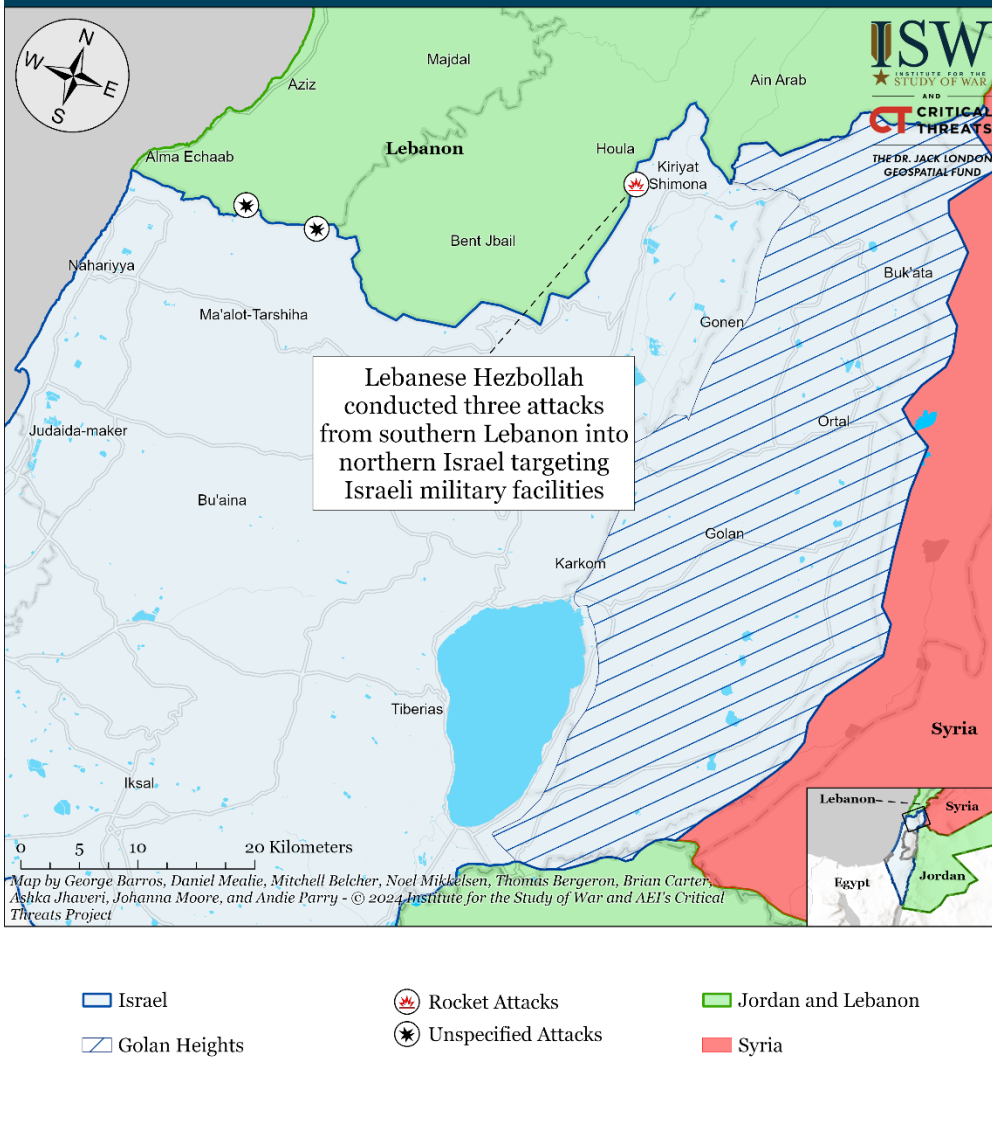 N
W
E
S
ISW
INSTITUTE FOR THE
STUDY OF WAR
AND
CT CRITICAL
THREATS
THE DR. JACK LONDON
GEOSPATIAL FUND
Majdal
Aziz
Ain Arab
Lebanon
Houla
Alma Echaab
Kiriyat
Shimona
Bent Jbail
Nahariyya
Buk'ata
Ma'alot-Tarshiha
Gonen
Lebanese Hezbollah
conducted three attacks
from southern Lebanon into
northern Israel targeting
Israeli military facilities
Judaida-maker
Ortal
Bu'aina
Golan
Karkom
Tiberias
Syria
Iksal
0 5 10 20 Kilometers
Map by George Barros, Daniel Mealie, Mitchell Belcher, Noel Mikkelsen, Thomas Bergeron, Brian Carter,
Ashka Jhaveri, Johanna Moore, and Andie Parry - © 2024 Institute for the Study of War and AEI's Critical
Threats Project
Lebanon
Syria
Egypt
Jordan
Israel
Rocket Attacks
Jordan and Lebanon
Golan Heights
Unspecified Attacks
Syria